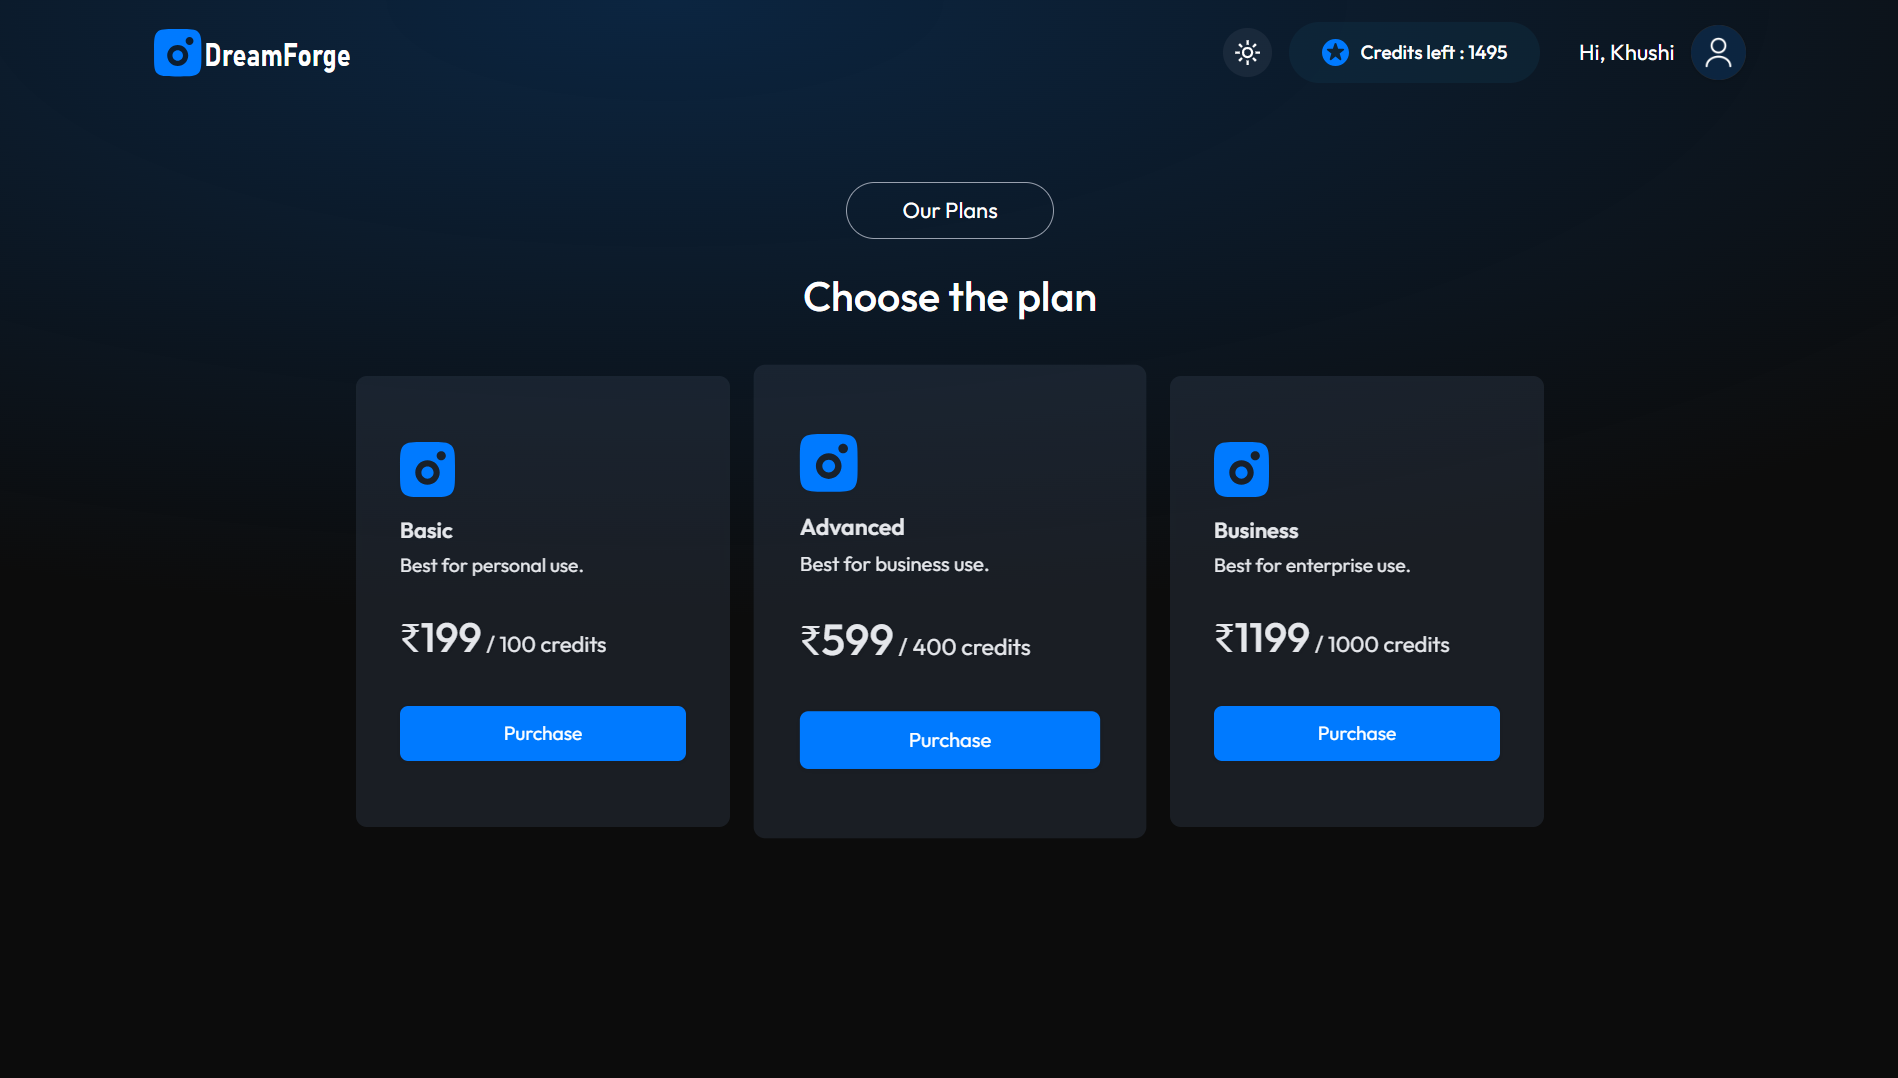 DreamForge
Credits left : 1495
Hi, Khushi
Our Plans
Choose the plan
Basic
Best for personal use.
₹199 / 100 credits
Purchase
Advanced
Best for business use.
₹599 / 400 credits
Purchase
Business
Best for enterprise use.
₹1199 / 1000 credits
Purchase